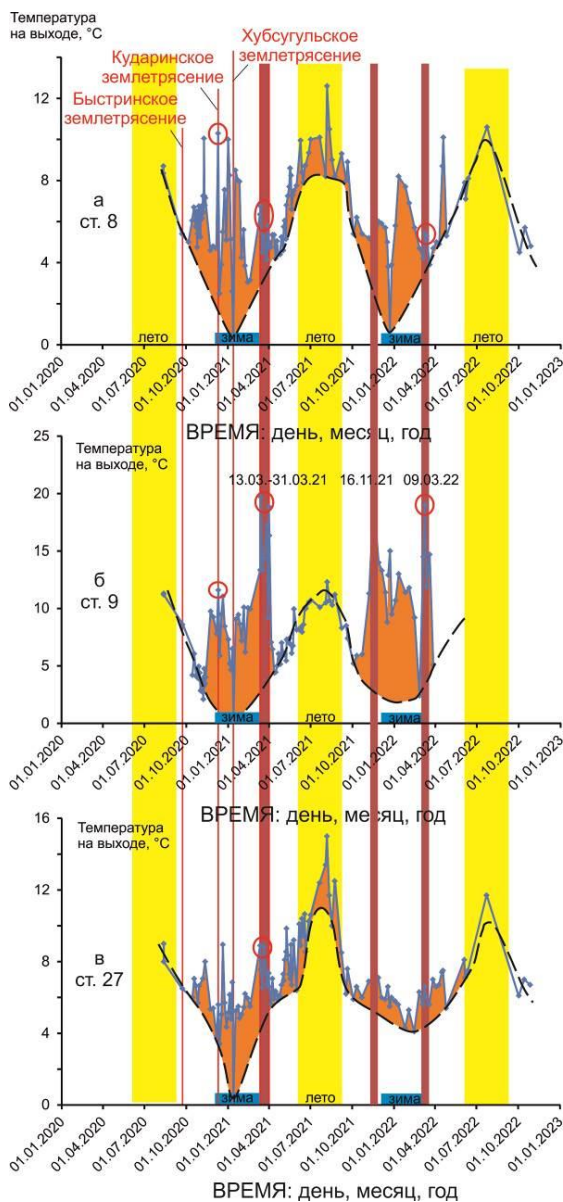 Температура
на выходе, °C
Хубсугульское
землетрясение
Кударинское
землетрясение
Быстринское
землетрясение
12
8
4
0
а
ст. 8
лето
зима
зима
лето
01.01.2020
01.04.2020
01.07.2020
01.10.2020
01.01.2021
01.04.2021
01.07.2021
01.10.2021
01.01.2022
01.04.2022
01.07.2022
01.10.2022
01.01.2023
ВРЕМЯ: день, месяц, год
Температура
на выходе, °C
25
20
15
10
5
0
13.03.-31.03.21
16.11.21
09.03.22
б
ст. 9
зима
лето
зима
01.01.2020
01.04.2020
01.07.2020
01.10.2020
01.01.2021
01.04.2021
01.07.2021
01.10.2021
01.01.2022
01.04.2022
01.07.2022
01.10.2022
01.01.2023
ВРЕМЯ: день, месяц, год
Температура
на выходе, °C
16
12
8
4
0
в
ст. 27
зима
лето
зима
01.01.2020
01.04.2020
01.07.2020
01.10.2020
01.01.2021
01.04.2021
01.07.2021
01.10.2021
01.01.2022
01.04.2022
01.07.2022
01.10.2022
01.01.2023
ВРЕМЯ: день, месяц, год